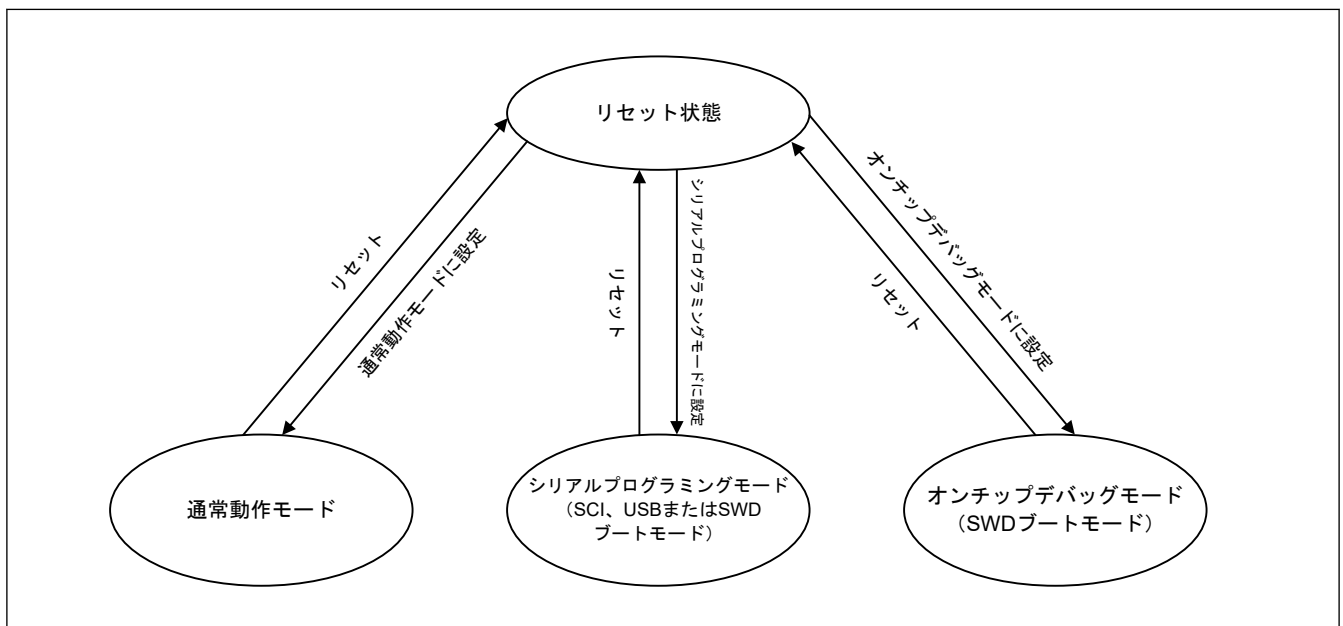 リセット状態
リセット
通常動作モードに設定
リセット
シリアルプログラミングモードに設定
リセット
オンチップデバッグモードに設定
通常動作モード
シリアルプログラミングモード
（SCI、USBまたはSWD
ブートモード）
オンチップデバッグモード
（SWDブートモード）